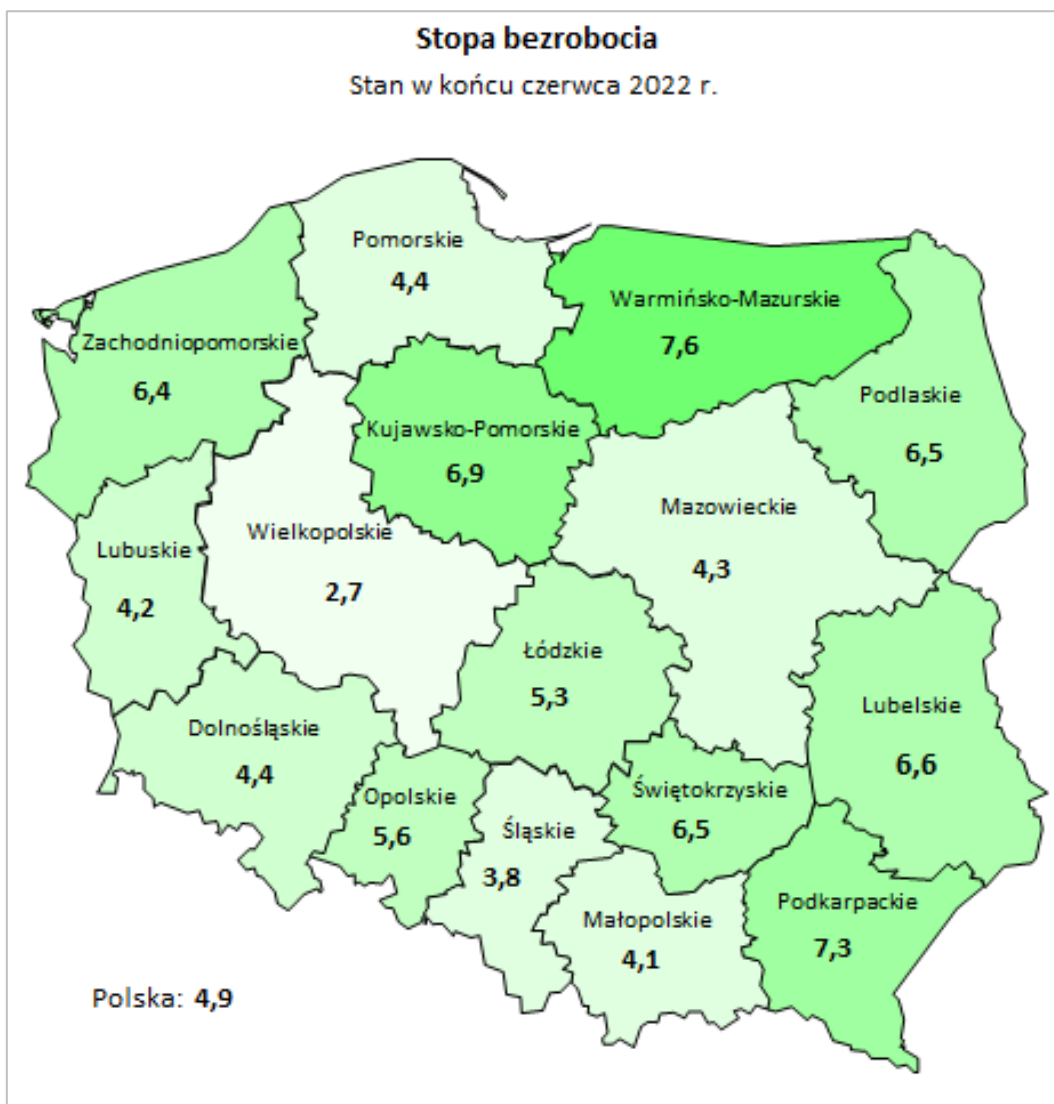 Stopa bezrobocia
Stan w końcu czerwca 2022 r.
Pomorskie
4,4
Warmińsko-Mazurskie
7,6
Zachodniopomorskie
6,4
Podlaskie
6,5
Kujawsko-Pomorskie
6,9
Mazowieckie
4,3
Wielkopolskie
2,7
Lubuskie
4,2
Łódzkie
5,3
Lubelskie
6,6
Dolnośląskie
4,4
Opolskie
5,6
Śląskie
3,8
Świętokrzyskie
6,5
Małopolskie
4,1
Podkarpackie
7,3
Polska: 4,9